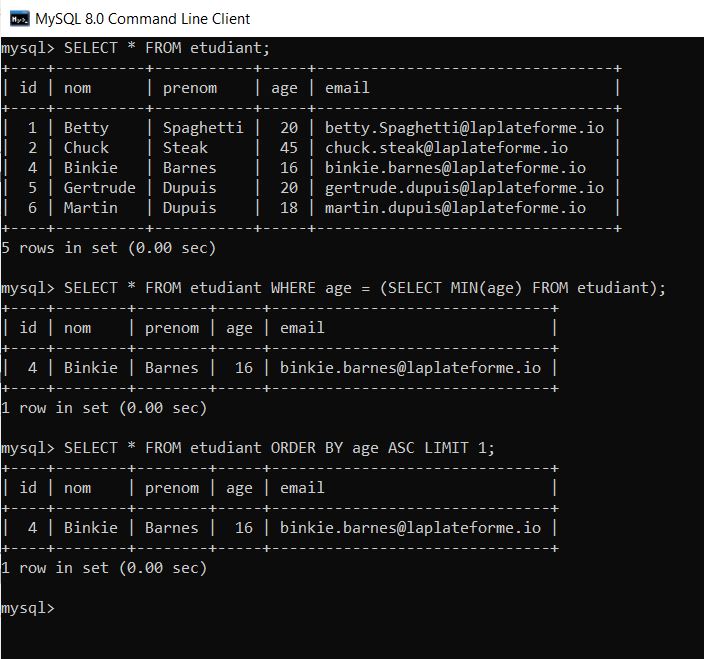 MySQL 8.0 Command Line Client
mysql> SELECT * FROM etudiant;
+----+----------+-----------+-----+---------------------------------+
| id | nom      | prenom    | age | email                           |
+----+----------+-----------+-----+---------------------------------+
|  1 | Betty    | Spaghetti |  20 | betty.Spaghetti@laplateforme.io |
|  2 | Chuck    | Steak     |  45 | chuck.steak@laplateforme.io     |
|  4 | Binkie   | Barnes    |  16 | binkie.barnes@laplateforme.io   |
|  5 | Gertrude | Dupuis    |  20 | gertrude.dupuis@laplateforme.io |
|  6 | Martin   | Dupuis    |  18 | martin.dupuis@laplateforme.io   |
+----+----------+-----------+-----+---------------------------------+
5 rows in set (0.00 sec)
mysql> SELECT * FROM etudiant WHERE age = (SELECT MIN(age) FROM etudiant);
+----+--------+--------+-----+-------------------------------+
| id | nom    | prenom | age | email                         |
+----+--------+--------+-----+-------------------------------+
|  4 | Binkie | Barnes |  16 | binkie.barnes@laplateforme.io |
+----+--------+--------+-----+-------------------------------+
1 row in set (0.00 sec)
mysql> SELECT * FROM etudiant ORDER BY age ASC LIMIT 1;
+----+--------+--------+-----+-------------------------------+
| id | nom    | prenom | age | email                         |
+----+--------+--------+-----+-------------------------------+
|  4 | Binkie | Barnes |  16 | binkie.barnes@laplateforme.io |
+----+--------+--------+-----+-------------------------------+
1 row in set (0.00 sec)
mysql>